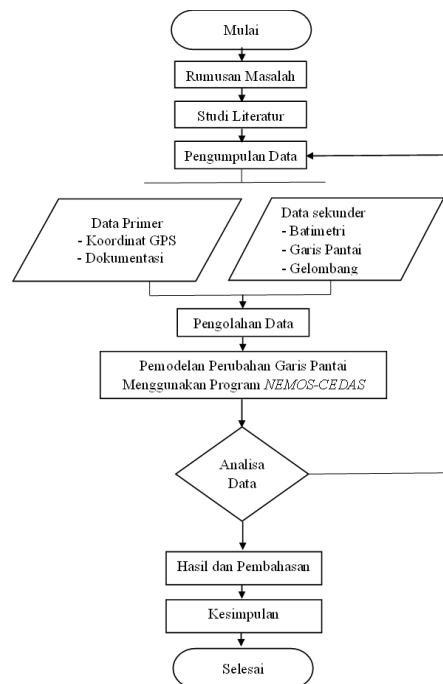 Mulai
Rumusan Masalah
Studi Literatur
Pengumpulan Data
Data Primer
- Koordinat GPS
- Dokumentasi
Data sekunder
- Batimetri
- Garis Pantai
- Gelombang
Pengolahan Data
Pemodelan Perubahan Garis Pantai
Menggunakan Program NEMOS-CEDAS
Analisa
Data
Hasil dan Pembahasan
Kesimpulan
Selesai